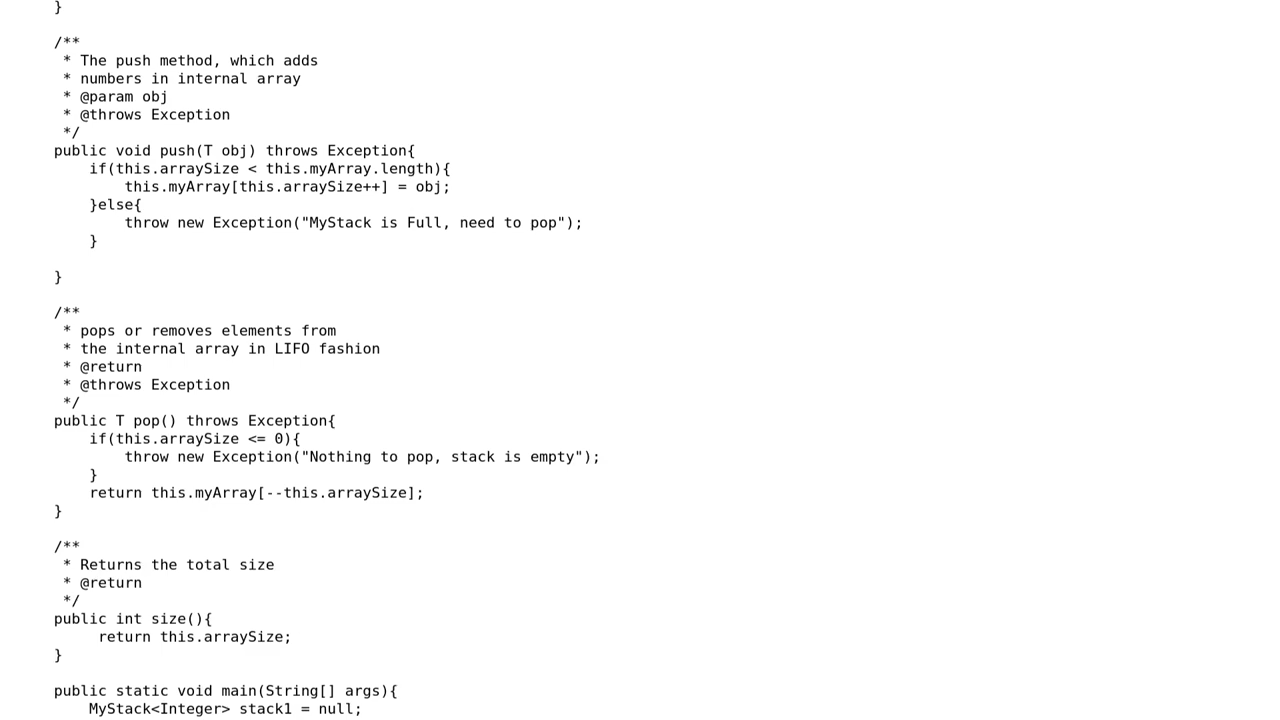 }
/**
* The push method, which adds
* numbers in internal array
* @param obj
* @throws Exception
*/
public void push(T obj) throws Exception{
if(this.arraySize < this.myArray.length){
this.myArray[this.arraySize++] = obj;
}else{
throw new Exception("MyStack is Full, need to pop");
}
}
/**
* pops or removes elements from
* the internal array in LIFO fashion
* @return
* @throws Exception
*/
public T pop() throws Exception{
if(this.arraySize <= 0){
throw new Exception("Nothing to pop, stack is empty");
}
return this.myArray[--this.arraySize];
}
/**
* Returns the total size
* @return
*/
public int size(){
return this.arraySize;
}
public static void main(String[] args){
MyStack<Integer> stack1 = null;